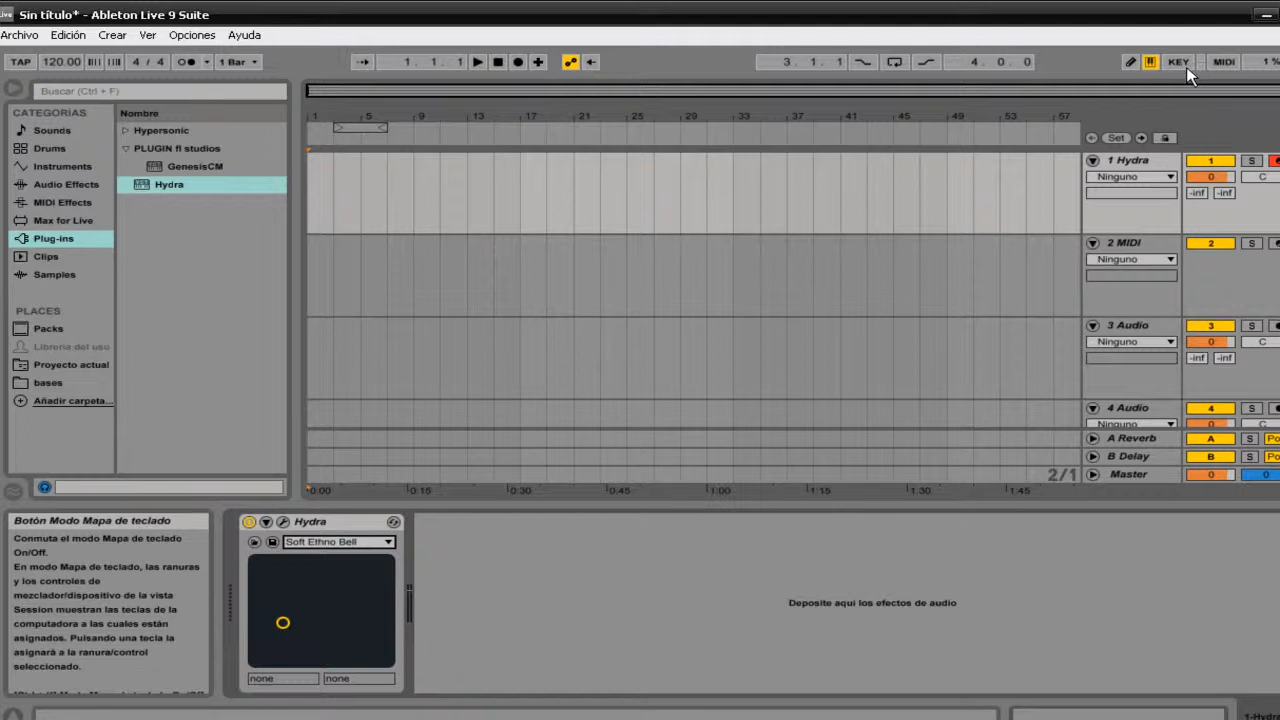 Live
Sin título* - Ableton Live 9 Suite
Archivo Edición Crear Ver Opciones Ayuda
TAP 120.00 4 / 4 1 Bar 1. 1. 1 3. 1. 1 4. 0. 0 KEY MIDI 1 %
Buscar (Ctrl + F)
CATEGORÍAS
Sounds
Drums
Instruments
Audio Effects
MIDI Effects
Max for Live
Plug-ins
Clips
Samples
PLACES
Packs
Librería del uso
Proyecto actual
bases
Añadir carpeta...
Nombre
Hypersonic
PLUGIN fl studios
GenesisCM
Hydra
1 5 9 13 17 21 25 29 33 37 41 45 49 53 57
Set
1 Hydra 1 S
Ninguno 0 C
-inf -inf
2 MIDI 2 S
Ninguno
3 Audio 3 S
Ninguno 0 C
-inf -inf
4 Audio 4 S
Ninguno 0 C
A Reverb A S Po
B Delay B S Po
2/1 Master 0 0
0:00 0:15 0:30 0:45 1:00 1:15 1:30 1:45
Botón Modo Mapa de teclado
Conmuta el modo Mapa de teclado
On/Off.
En modo Mapa de teclado, las ranuras
y los controles de
mezclador/dispositivo de la vista
Session muestran las teclas de la
computadora a las cuales están
asignados. Pulsando una tecla la
asignará a la ranura/control
seleccionado.
Hydra
Soft Ethno Bell
none none
Deposite aquí los efectos de audio
1-Hydra